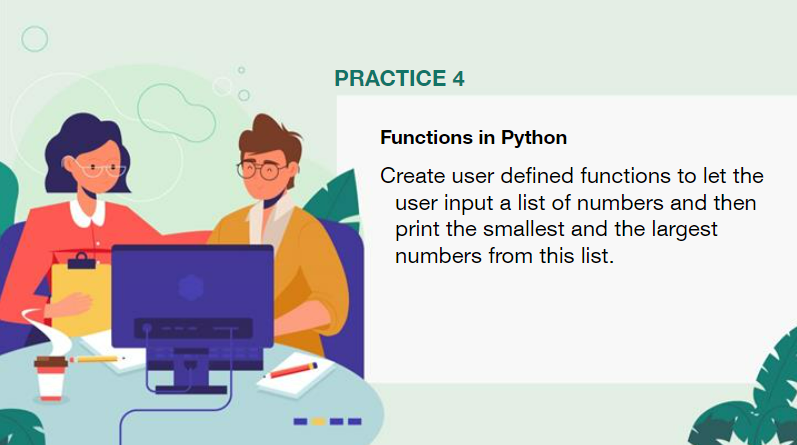 PRACTICE 4
Functions in Python
Create user defined functions to let the
user input a list of numbers and then
print the smallest and the largest
numbers from this list.